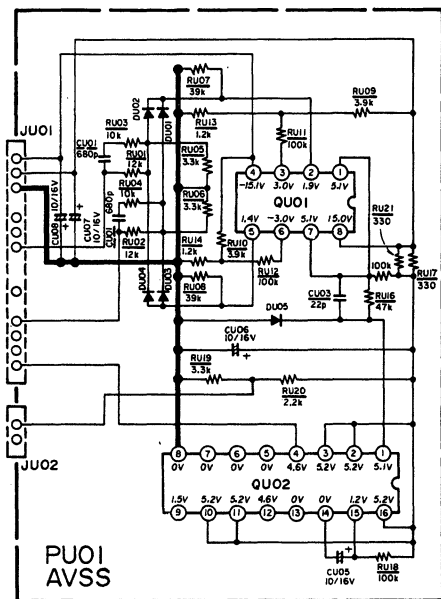 RU07
39k
RU09
3.9k
JU01
RU03
10k
DU02
DU01
RU13
1.2k
RU11
100k
CU01
680p
RU01
12k
RU05
3.3k
RU04
10k
RU06
3.3k
680p
CU01
RU02
12k
CU08
10/16V
CU07
10/16V
4 3 2 1
-15.1V 3.0V 1.9V 5.1V
QU01
1.4V -3.0V 5.1V 15.0V
5 6 7 8
RU21
330
RU14
1.2k
RU10
3.9k
RU12
100k
100k
RU17
330
DU04
DU03
RU08
39k
DU05
CU03
22p
RU16
47k
CU06
10/16V
RU19
3.3k
RU20
2.2k
JU02
8 7 6 5 4 3 2 1
0V 0V 0V 0V 4.6V 5.2V 5.2V 5.1V
QU02
1.5V 5.2V 5.2V 4.6V 0V 0V 1.2V 5.2V
9 10 11 12 13 14 15 16
PU01
AVSS
CU05
10/16V
RU18
100k